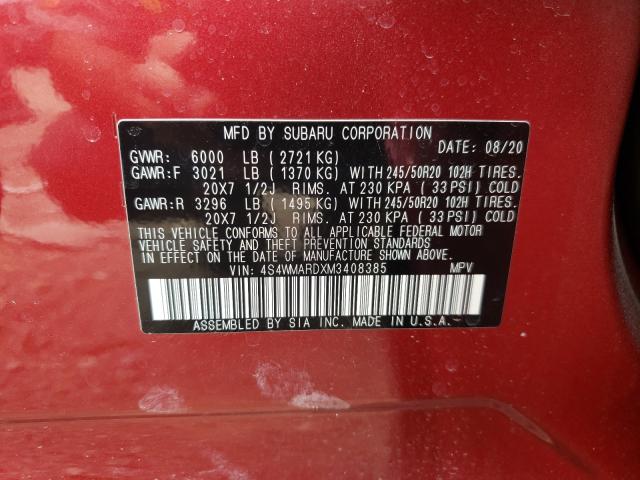 MFD BY SUBARU CORPORATION DATE: 08/20
GVWR: 6000 LB (2721 KG)
GAWR:F 3021 LB (1370 KG) WITH 245/50R20 102H TIRES.
20X7 1/2J RIMS. AT 230 KPA (33 PSI) COLD
GAWR:R 3296 LB (1495 KG) WITH 245/50R20 102H TIRES.
20X7 1/2J RIMS. AT 230 KPA (33 PSI) COLD
THIS VEHICLE CONFORMS TO ALL APPLICABLE FEDERAL MOTOR
VEHICLE SAFETY AND THEFT PREVENTION STANDARDS
IN EFFECT ON THE DATE OF MANUFACTURE SHOWN ABOVE.
VIN: 4S4WMARDXM3408385 MPV
ASSEMBLED BY SIA INC. MADE IN U.S.A.